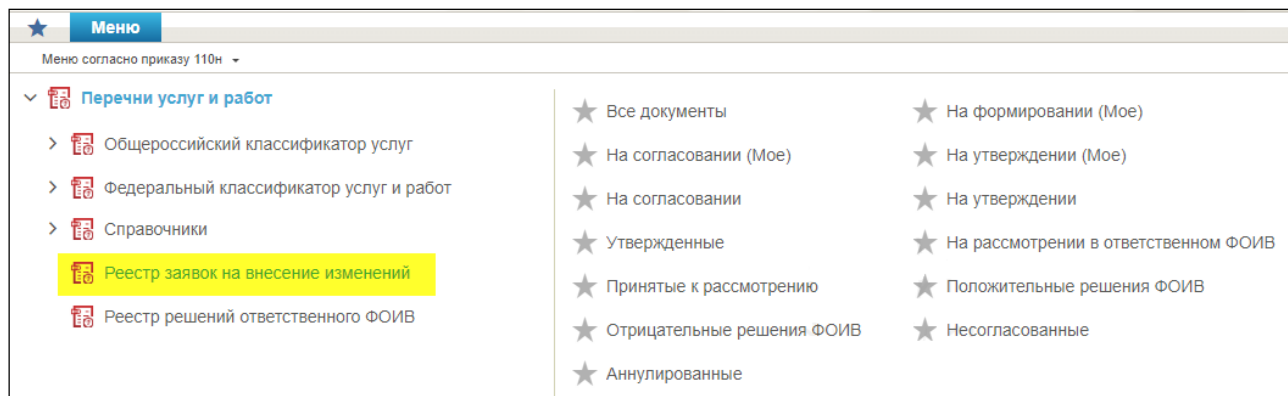 Меню
Меню согласно приказу 110н
Перечни услуг и работ
Общероссийский классификатор услуг
Федеральный классификатор услуг и работ
Справочники
Реестр заявок на внесение изменений
Реестр решений ответственного ФОИВ
Все документы
На формировании (Мое)
На согласовании (Мое)
На утверждении (Мое)
На согласовании
На утверждении
Утвержденные
На рассмотрении в ответственном ФОИВ
Принятые к рассмотрению
Положительные решения ФОИВ
Отрицательные решения ФОИВ
Несогласованные
Аннулированные